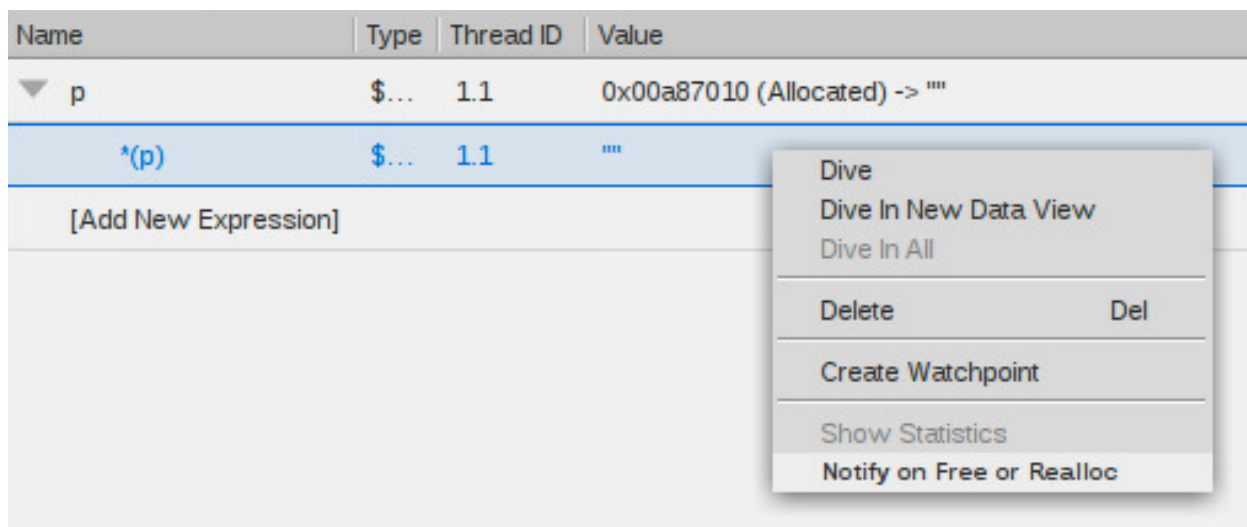 Name Type Thread ID Value
p $... 1.1 0x00a87010 (Allocated) -> ""
*(p) $... 1.1 ""
[Add New Expression]
Dive
Dive In New Data View
Dive In All
Delete Del
Create Watchpoint
Show Statistics
Notify on Free or Realloc